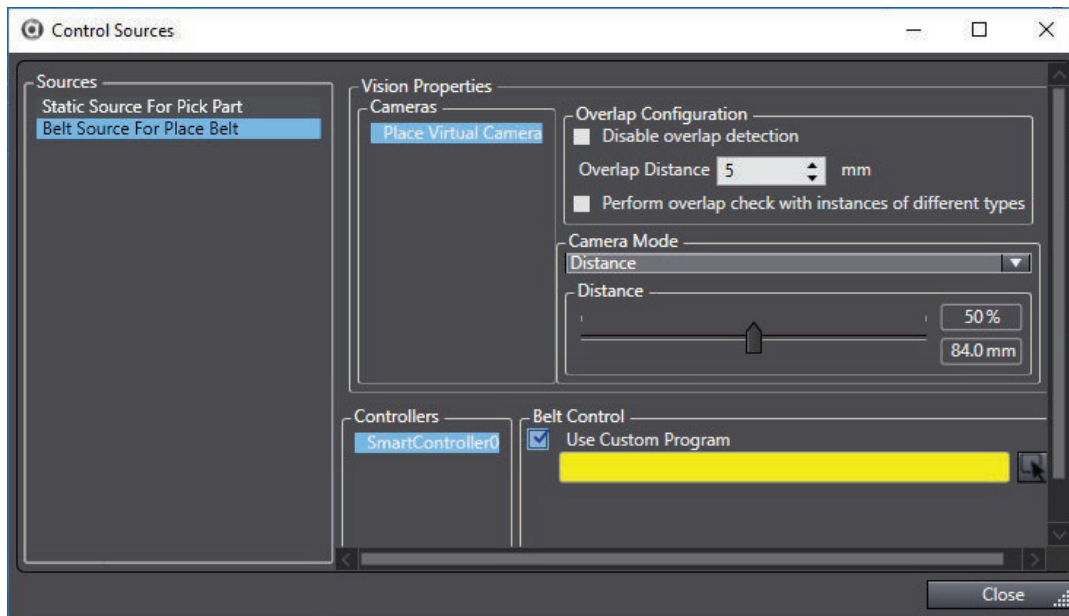 Control Sources
Sources
Static Source For Pick Part
Belt Source For Place Belt
Vision Properties
Cameras
Place Virtual Camera
Overlap Configuration
Disable overlap detection
Overlap Distance 5 mm
Perform overlap check with instances of different types
Camera Mode
Distance
Distance
50 %
84.0 mm
Controllers
SmartController0
Belt Control
Use Custom Program
Close